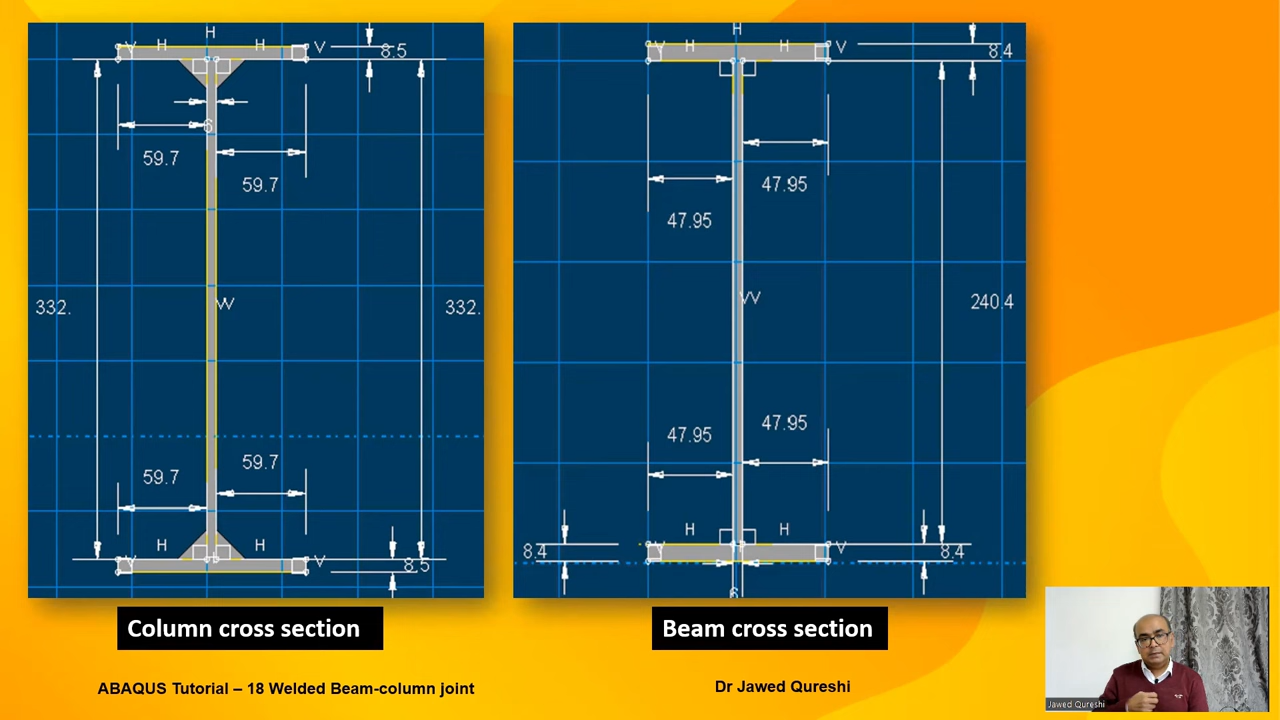 H
V H H V
8.5
6
59.7
59.7
332.
332.
V
59.7
59.7
H H
V V
8.5
H
V H H V
8.4
47.95
47.95
240.4
V
47.95
47.95
H H
8.4
V V
8.4
6
Column cross section
Beam cross section
ABAQUS Tutorial – 18 Welded Beam-column joint
Dr Jawed Qureshi
Jawed Qureshi